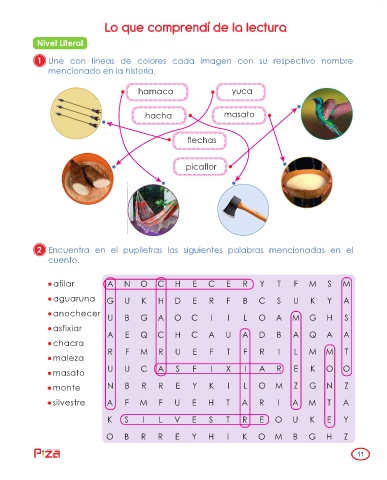 Lo que comprendí de la lectura
Nivel Literal
1 Une con líneas de colores cada imagen con su respectivo nombre
mencionado en la historia.
hamaca yuca
hacha masato
flechas
picaflor
2 Encuentra en el pupiletras las siguientes palabras mencionadas en el
cuento.
afilar
aguaruna
anochecer
asfixiar
chacra
maleza
masato
monte
silvestre
A N O C H E C E R Y T F M S M
G U K H D E R F B C S U K Y A
U B G A O C I I L O A M G H S
A E Q C H C A U A D B A Q A A
R F M R U E F T F R I L M M T
U U C A S F I X I A R E K O O
N B R R E Y K I L O M Z G N Z
A F M F U E H T A R I A M T A
K S I L V E S T R E O U K E Y
O B R R E Y H I K O M B G H Z
P:zA
11